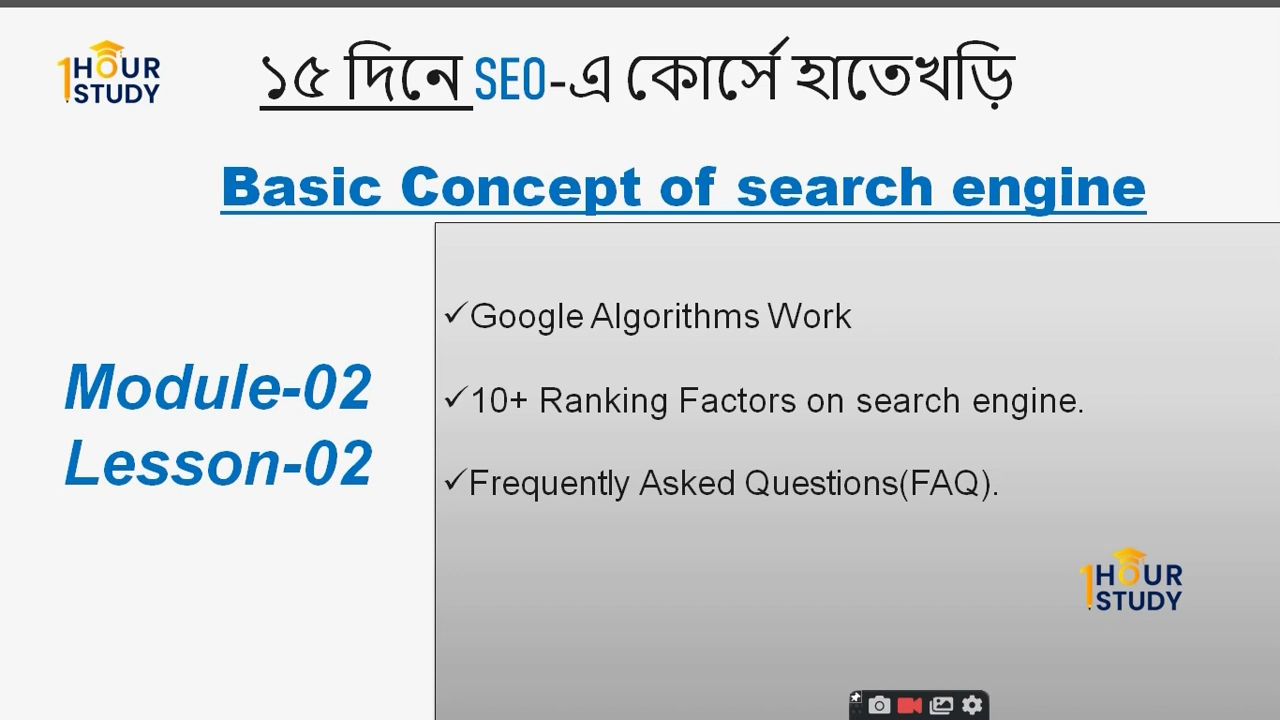 1HOUR
STUDY
১৫ দিনে SEO-এ কোর্সে হাতেখড়ি
Basic Concept of search engine
Module-02
Lesson-02
✓Google Algorithms Work
✓10+ Ranking Factors on search engine.
✓Frequently Asked Questions(FAQ).
1HOUR
STUDY